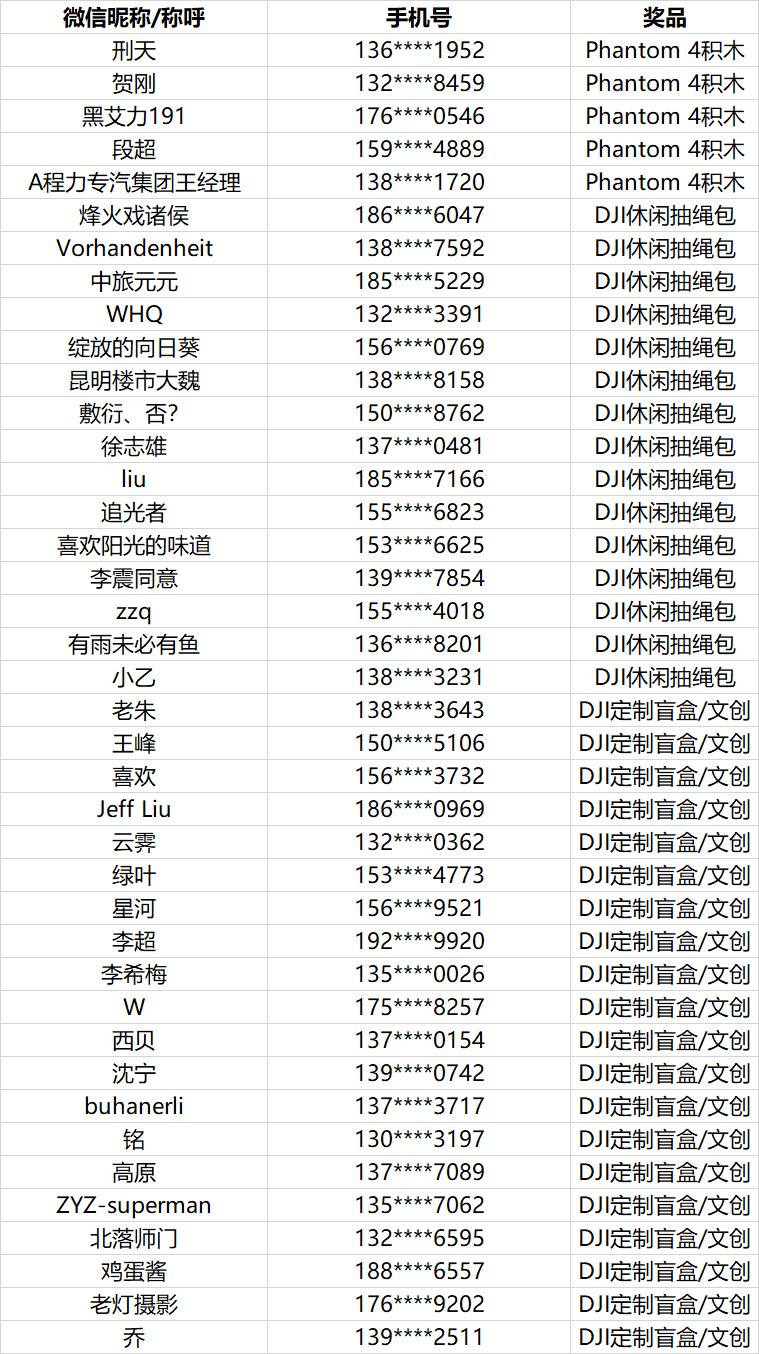 微信昵称/称呼 手机号 奖品
刑天 136****1952 Phantom 4积木
贺刚 132****8459 Phantom 4积木
黑艾力191 176****0546 Phantom 4积木
段超 159****4889 Phantom 4积木
A程力专汽集团王经理 138****1720 Phantom 4积木
烽火戏诸侯 186****6047 DJI休闲抽绳包
Vorhandenheit 138****7592 DJI休闲抽绳包
中旅元元 185****5229 DJI休闲抽绳包
WHQ 132****3391 DJI休闲抽绳包
绽放的向日葵 156****0769 DJI休闲抽绳包
昆明楼市大魏 138****8158 DJI休闲抽绳包
敷衍、否？ 150****8762 DJI休闲抽绳包
徐志雄 137****0481 DJI休闲抽绳包
liu 185****7166 DJI休闲抽绳包
追光者 155****6823 DJI休闲抽绳包
喜欢阳光的味道 153****6625 DJI休闲抽绳包
李震同意 139****7854 DJI休闲抽绳包
zzq 155****4018 DJI休闲抽绳包
有雨未必有鱼 136****8201 DJI休闲抽绳包
小乙 138****3231 DJI休闲抽绳包
老朱 138****3643 DJI定制盲盒/文创
王峰 150****5106 DJI定制盲盒/文创
喜欢 156****3732 DJI定制盲盒/文创
Jeff Liu 186****0969 DJI定制盲盒/文创
云霁 132****0362 DJI定制盲盒/文创
绿叶 153****4773 DJI定制盲盒/文创
星河 156****9521 DJI定制盲盒/文创
李超 192****9920 DJI定制盲盒/文创
李希梅 135****0026 DJI定制盲盒/文创
W 175****8257 DJI定制盲盒/文创
西贝 137****0154 DJI定制盲盒/文创
沈宁 139****0742 DJI定制盲盒/文创
buhanerli 137****3717 DJI定制盲盒/文创
铭 130****3197 DJI定制盲盒/文创
高原 137****7089 DJI定制盲盒/文创
ZYZ-superman 135****7062 DJI定制盲盒/文创
北落师门 132****6595 DJI定制盲盒/文创
鸡蛋酱 188****6557 DJI定制盲盒/文创
老灯摄影 176****9202 DJI定制盲盒/文创
乔 139****2511 DJI定制盲盒/文创